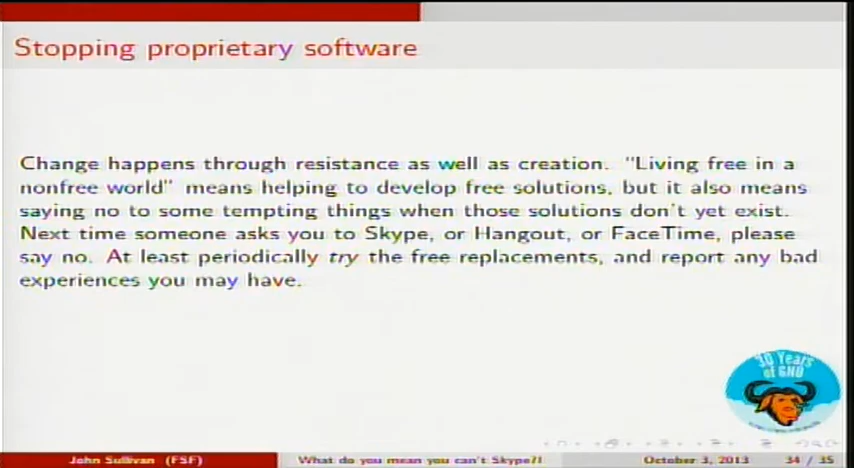 Stopping proprietary software
Change happens through resistance as well as creation. "Living free in a
nonfree world" means helping to develop free solutions, but it also means
saying no to some tempting things when those solutions don't yet exist.
Next time someone asks you to Skype, or Hangout, or FaceTime, please
say no. At least periodically try the free replacements, and report any bad
experiences you may have.
30 Years
of GNU
John Sullivan (FSF) What do you mean you can't Skype?! October 3, 2013 34 / 35